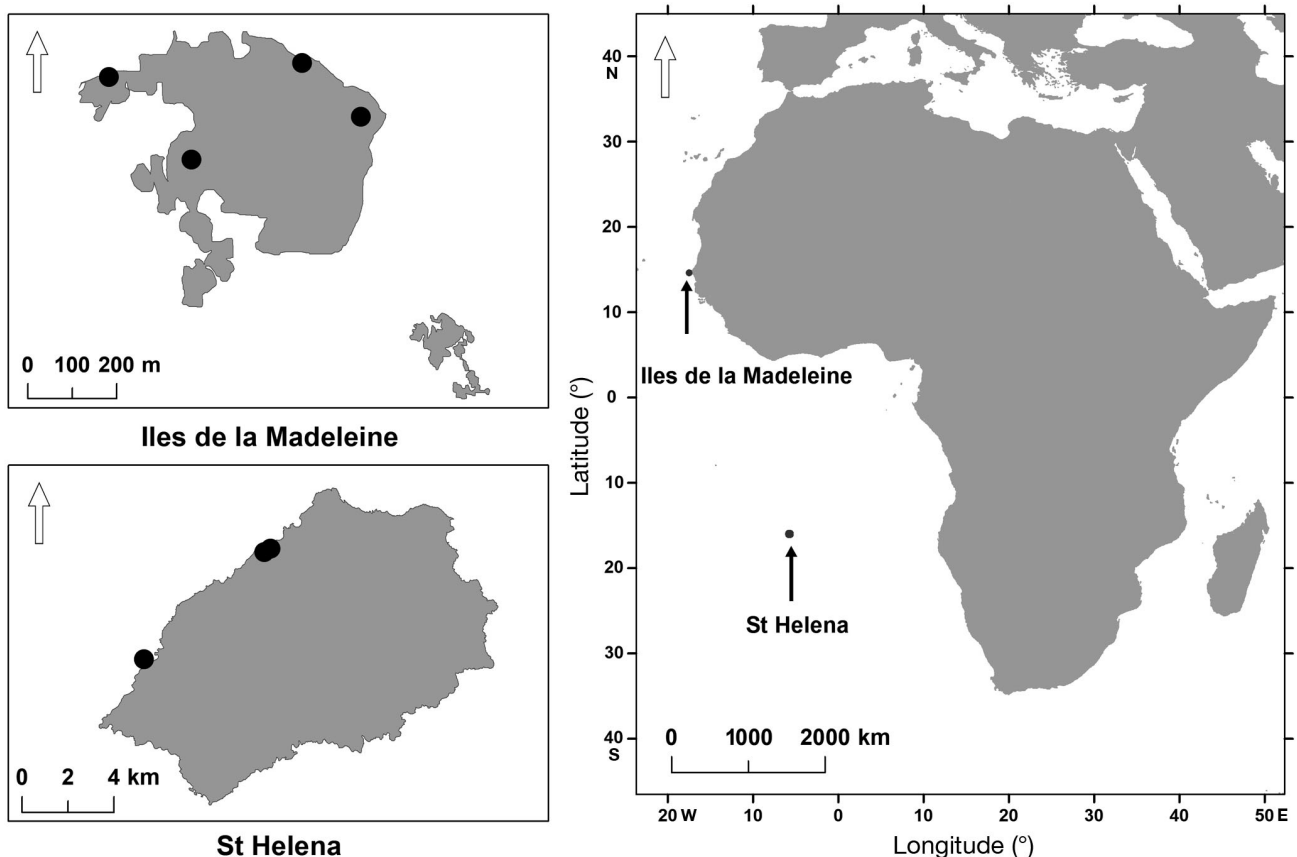 0 100 200 m
Iles de la Madeleine
0 2 4 km
St Helena
40
N
30
20
10
0
10
20
30
40
S
Latitude (°)
Iles de la Madeleine
St Helena
0 1000 2000 km
20 W 10 0 10 20 30 40 50 E
Longitude (°)